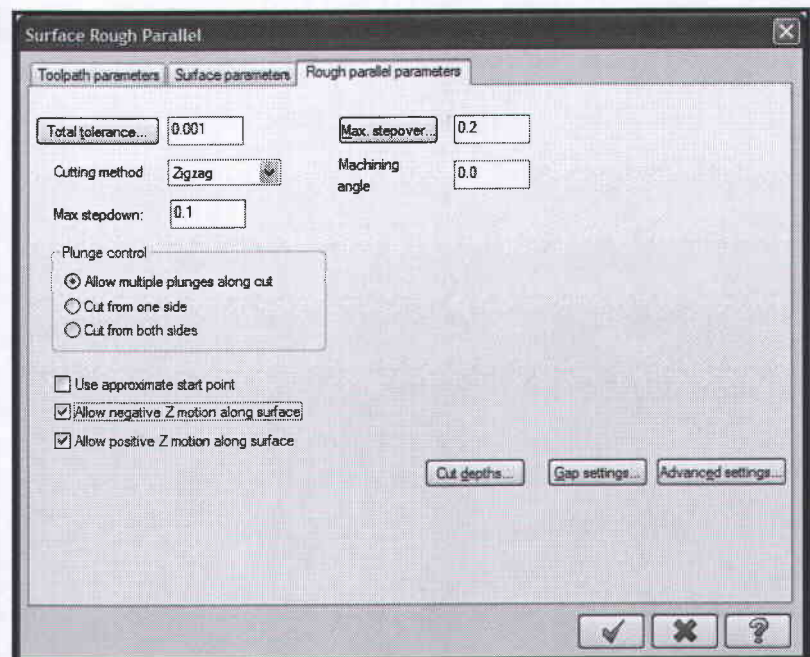 Surface Rough Parallel
Toolpath parameters Surface parameters Rough parallel parameters
Total tolerance... 0.001 Max. stepover... 0.2
Cutting method Zigzag Machining angle 0.0
Max stepdown: 0.1
Plunge control
Allow multiple plunges along cut
Cut from one side
Cut from both sides
Use approximate start point
Allow negative Z motion along surface
Allow positive Z motion along surface
Cut depths... Gap settings... Advanced settings...